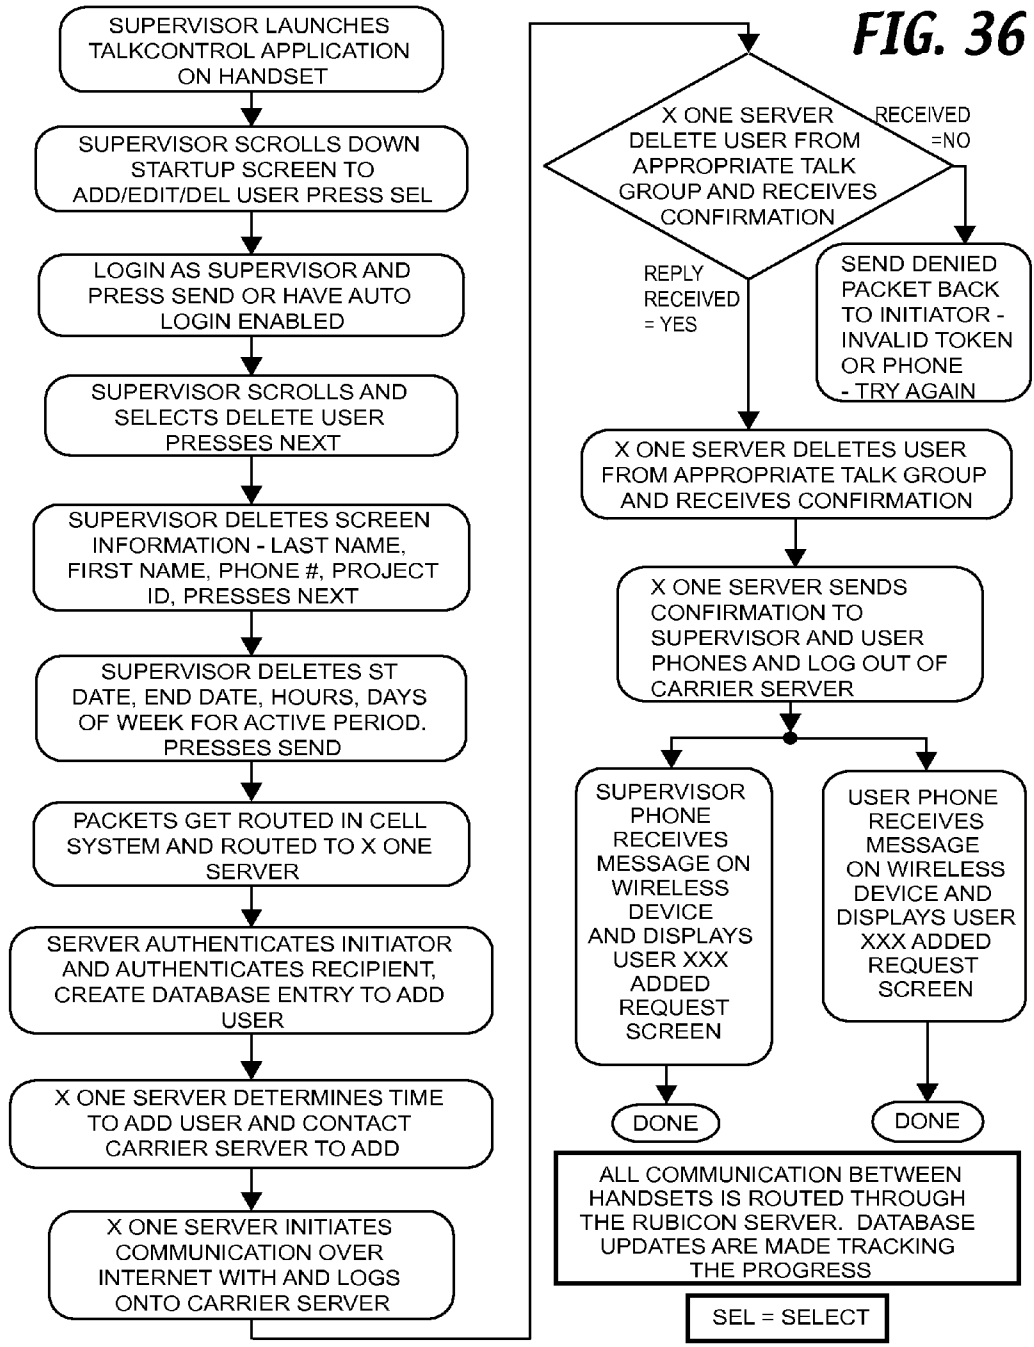 FIG. 36
SUPERVISOR LAUNCHES
TALKCONTROL APPLICATION
ON HANDSET
SUPERVISOR SCROLLS DOWN
STARTUP SCREEN TO
ADD/EDIT/DEL USER PRESS SEL
LOGIN AS SUPERVISOR AND
PRESS SEND OR HAVE AUTO
LOGIN ENABLED
SUPERVISOR SCROLLS AND
SELECTS DELETE USER
PRESSES NEXT
SUPERVISOR DELETES SCREEN
INFORMATION - LAST NAME,
FIRST NAME, PHONE #, PROJECT
ID, PRESSES NEXT
SUPERVISOR DELETES ST
DATE, END DATE, HOURS, DAYS
OF WEEK FOR ACTIVE PERIOD.
PRESSES SEND
PACKETS GET ROUTED IN CELL
SYSTEM AND ROUTED TO X ONE
SERVER
SERVER AUTHENTICATES INITIATOR
AND AUTHENTICATES RECIPIENT,
CREATE DATABASE ENTRY TO ADD
USER
X ONE SERVER DETERMINES TIME
TO ADD USER AND CONTACT
CARRIER SERVER TO ADD
X ONE SERVER INITIATES
COMMUNICATION OVER
INTERNET WITH AND LOGS
ONTO CARRIER SERVER
X ONE SERVER
DELETE USER FROM
APPROPRIATE TALK
GROUP AND RECEIVES
CONFIRMATION
RECEIVED
=NO
SEND DENIED
PACKET BACK
TO INITIATOR -
INVALID TOKEN
OR PHONE
- TRY AGAIN
REPLY
RECEIVED
= YES
X ONE SERVER DELETES USER
FROM APPROPRIATE TALK GROUP
AND RECEIVES CONFIRMATION
X ONE SERVER SENDS
CONFIRMATION TO
SUPERVISOR AND USER
PHONES AND LOG OUT OF
CARRIER SERVER
SUPERVISOR
PHONE
RECEIVES
MESSAGE ON
WIRELESS
DEVICE
AND DISPLAYS
USER XXX
ADDED
REQUEST
SCREEN
DONE
USER PHONE
RECEIVES
MESSAGE
ON WIRELESS
DEVICE AND
DISPLAYS USER
XXX ADDED
REQUEST
SCREEN
DONE
ALL COMMUNICATION BETWEEN
HANDSETS IS ROUTED THROUGH
THE RUBICON SERVER. DATABASE
UPDATES ARE MADE TRACKING
THE PROGRESS
SEL = SELECT